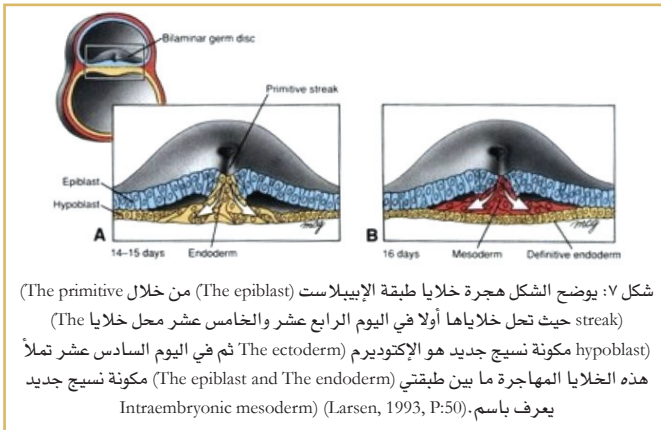 Bilaminar germ disc
Primitive streak
Epiblast
Hypoblast
A
14–15 days
Endoderm
B
16 days
Mesoderm
Definitive endoderm
شكل ٧: يوضح الشكل هجرة خلايا طبقة الإبيبلاست (The epiblast) من خلال The primitive)
(streak حيث تحل خلاياها أولا في اليوم الرابع عشر والخامس عشر محل خلايا The)
(hypoblast مكونة نسيج جديد هو الإكتوديرم (The ectoderm ثم في اليوم السادس عشر تملأ
هذه الخلايا المهاجرة ما بين طبقتي (The epiblast and The endoderm) مكونة نسيج جديد
يعرف باسم.(Intraembryonic mesoderm) (Larsen, 1993, P:50